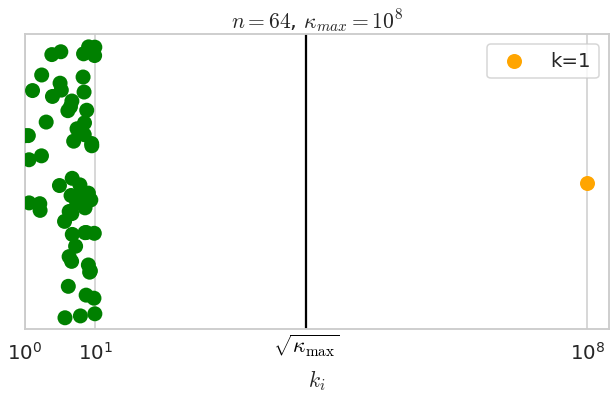 n = 64, κ_max = 10^8
k=1
10^0 10^1 √κ_max 10^8
k_i